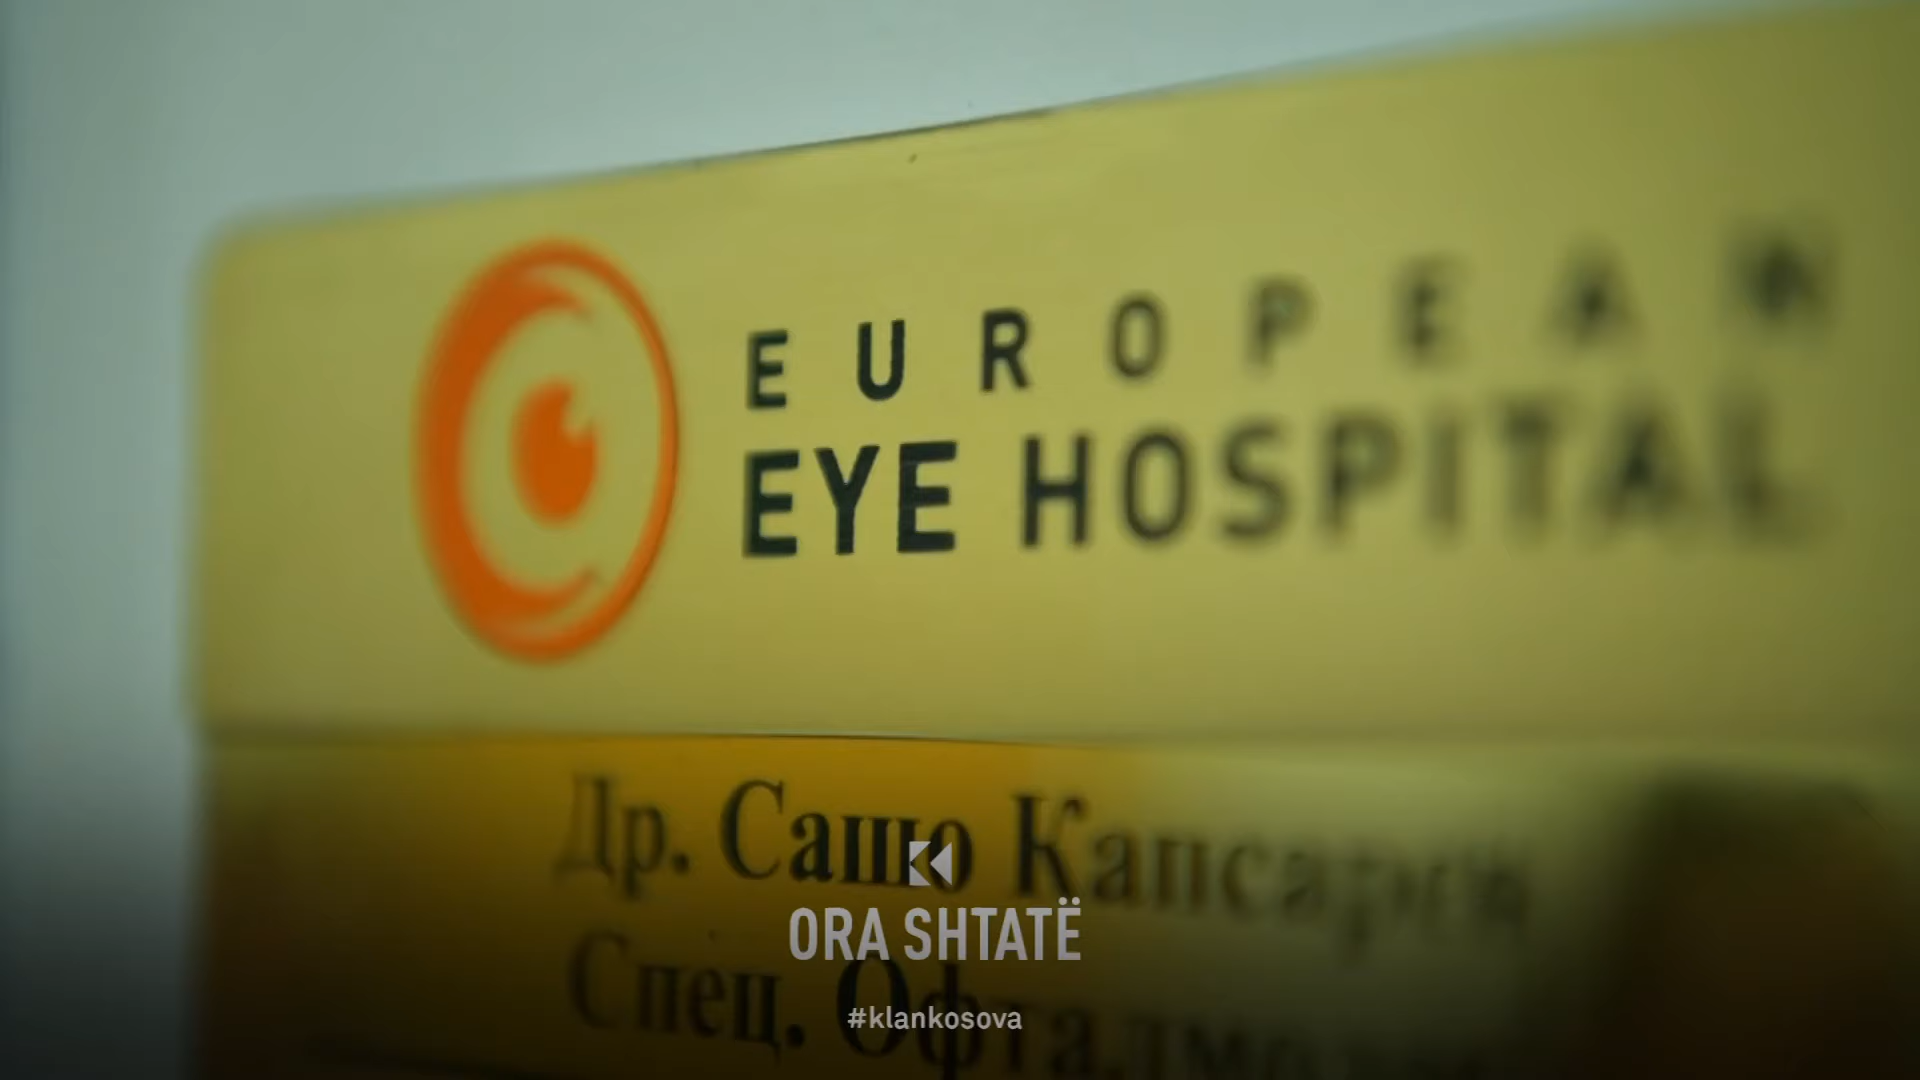 EUROPEAN
EYE HOSPITAL
Др. Сашо
ORA SHTATË
Спец.
#klankosova